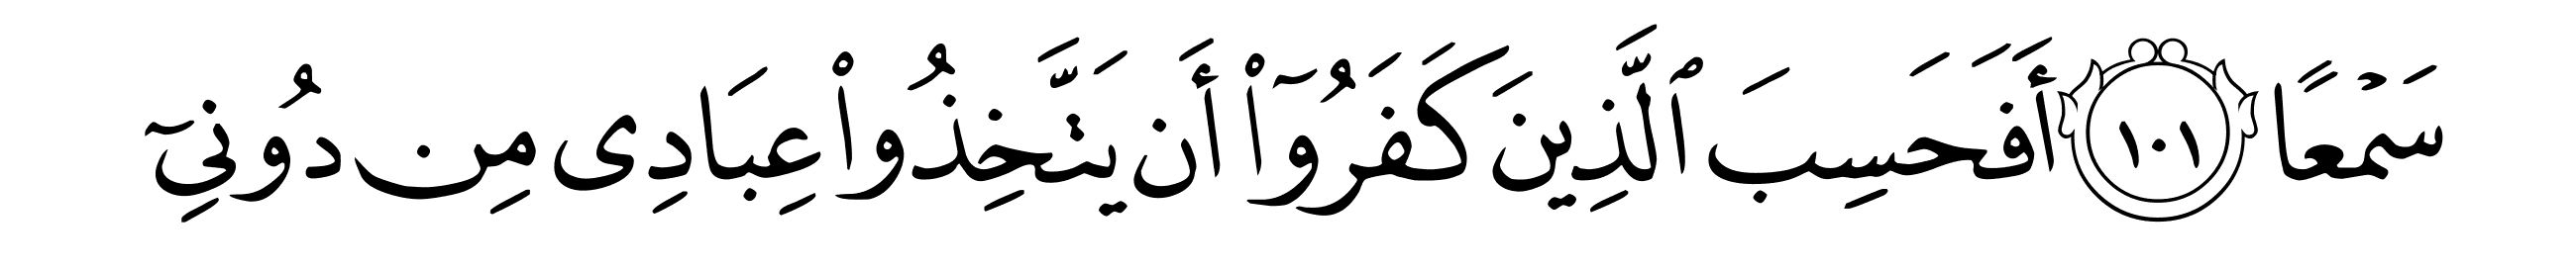 سَمۡعًا ١٠١ أَفَحَسِبَ ٱلَّذِينَ كَفَرُوٓاْ أَن يَتَّخِذُواْ عِبَادِى مِن دُونِيٓ